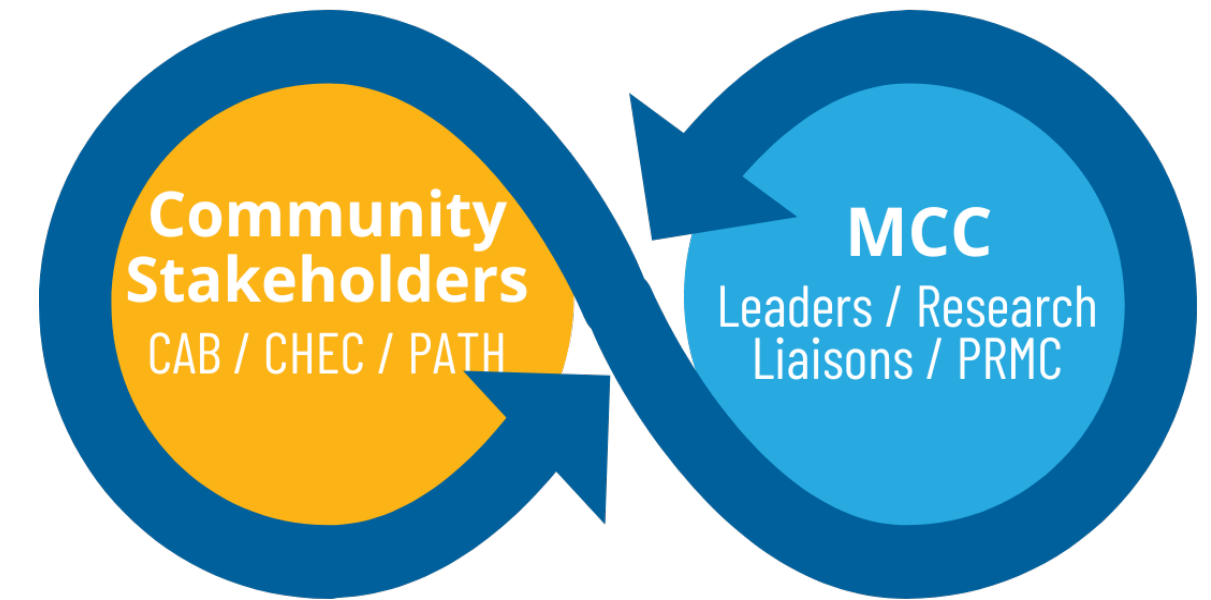 Community
Stakeholders
CAB / CHEC / PATH
MCC
Leaders / Research
Liaisons / PRMC